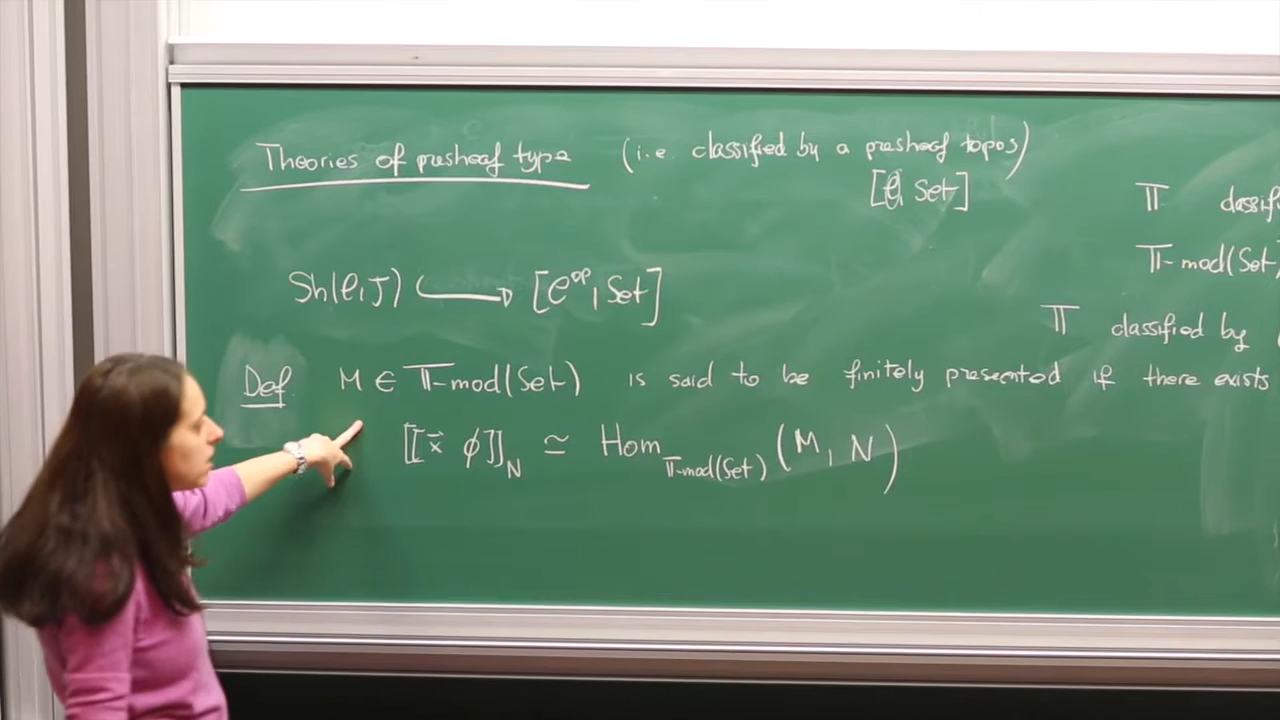 Theories of presheaf type (i.e. classified by a presheaf topos)
[𝒞, Set]
𝕋 classif
𝕋-mod(Set,
Sh(𝒞, J) ↪ [𝒞^op, Set]
𝕋 classified by
Def. M ∈ 𝕋-mod(Set) is said to be finitely presented if there exists
[[x⃗ ϕ]]_N ≃ Hom_𝕋-mod(Set) (M, N)